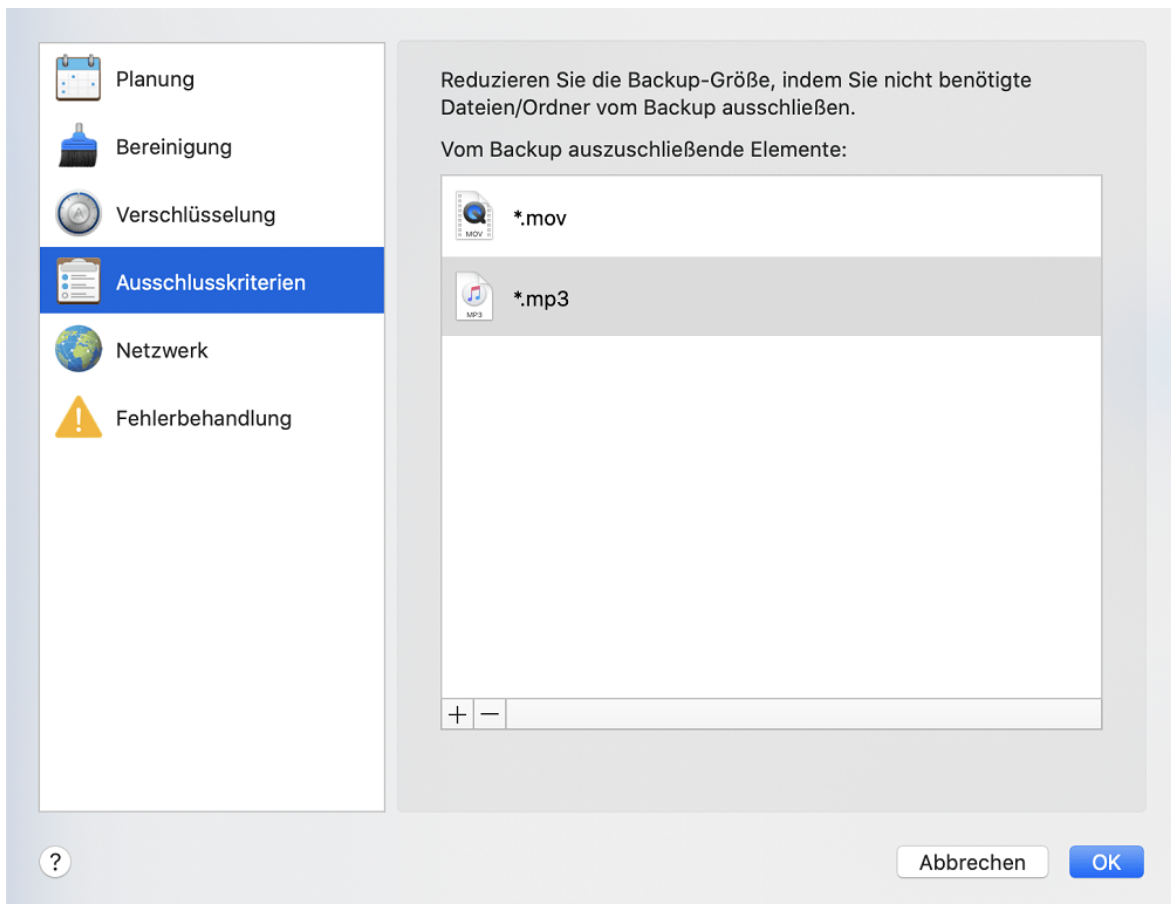 Planung
Bereinigung
Verschlüsselung
Ausschlusskriterien
Netzwerk
Fehlerbehandlung
Reduzieren Sie die Backup-Größe, indem Sie nicht benötigte
Dateien/Ordner vom Backup ausschließen.
Vom Backup auszuschließende Elemente:
MOV
*.mov
MP3
*.mp3
+ −
?
Abbrechen
OK